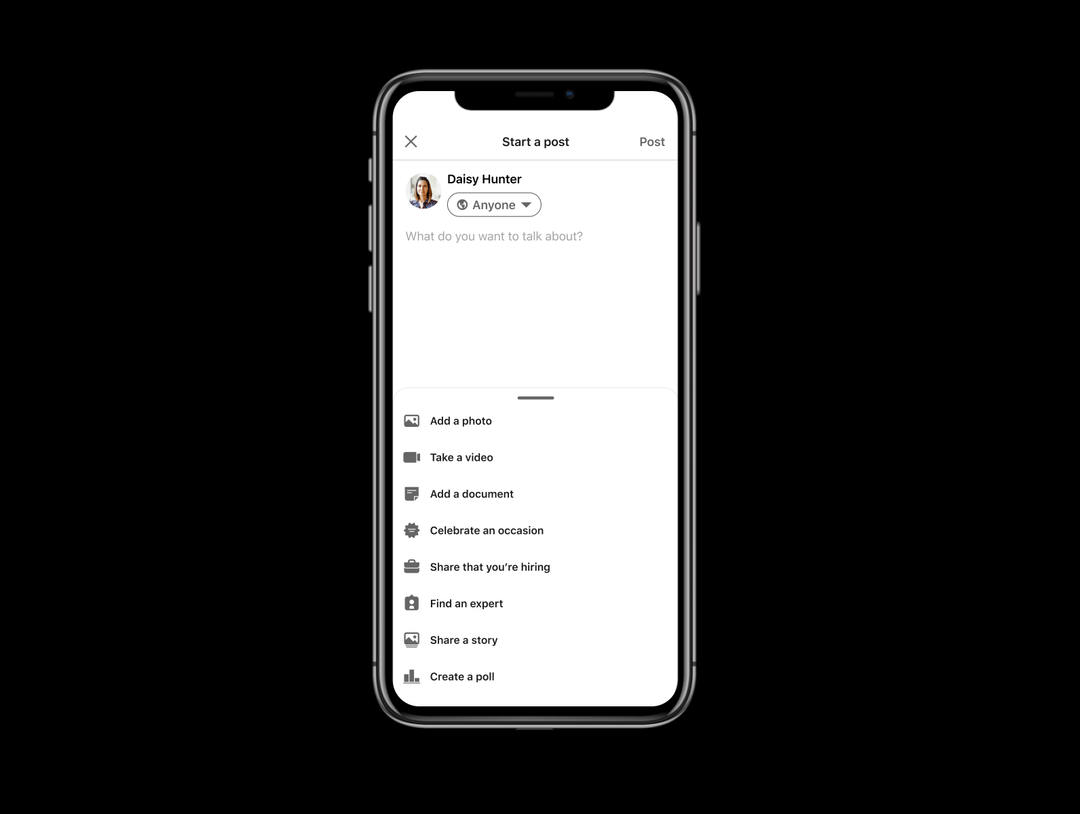 Start a post
Post
Daisy Hunter
Anyone
What do you want to talk about?
Add a photo
Take a video
Add a document
Celebrate an occasion
Share that you’re hiring
Find an expert
Share a story
Create a poll